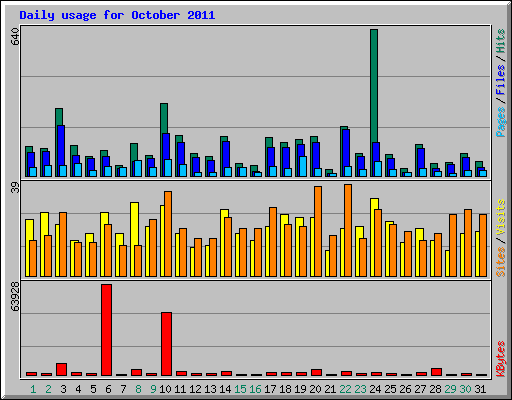 Daily usage for October 2011
640
Pages / Files / Hits
39
Sites / Visits
63928
KBytes
1 2 3 4 5 6 7 8 9 10 11 12 13 14 15 16 17 18 19 20 21 22 23 24 25 26 27 28 29 30 31